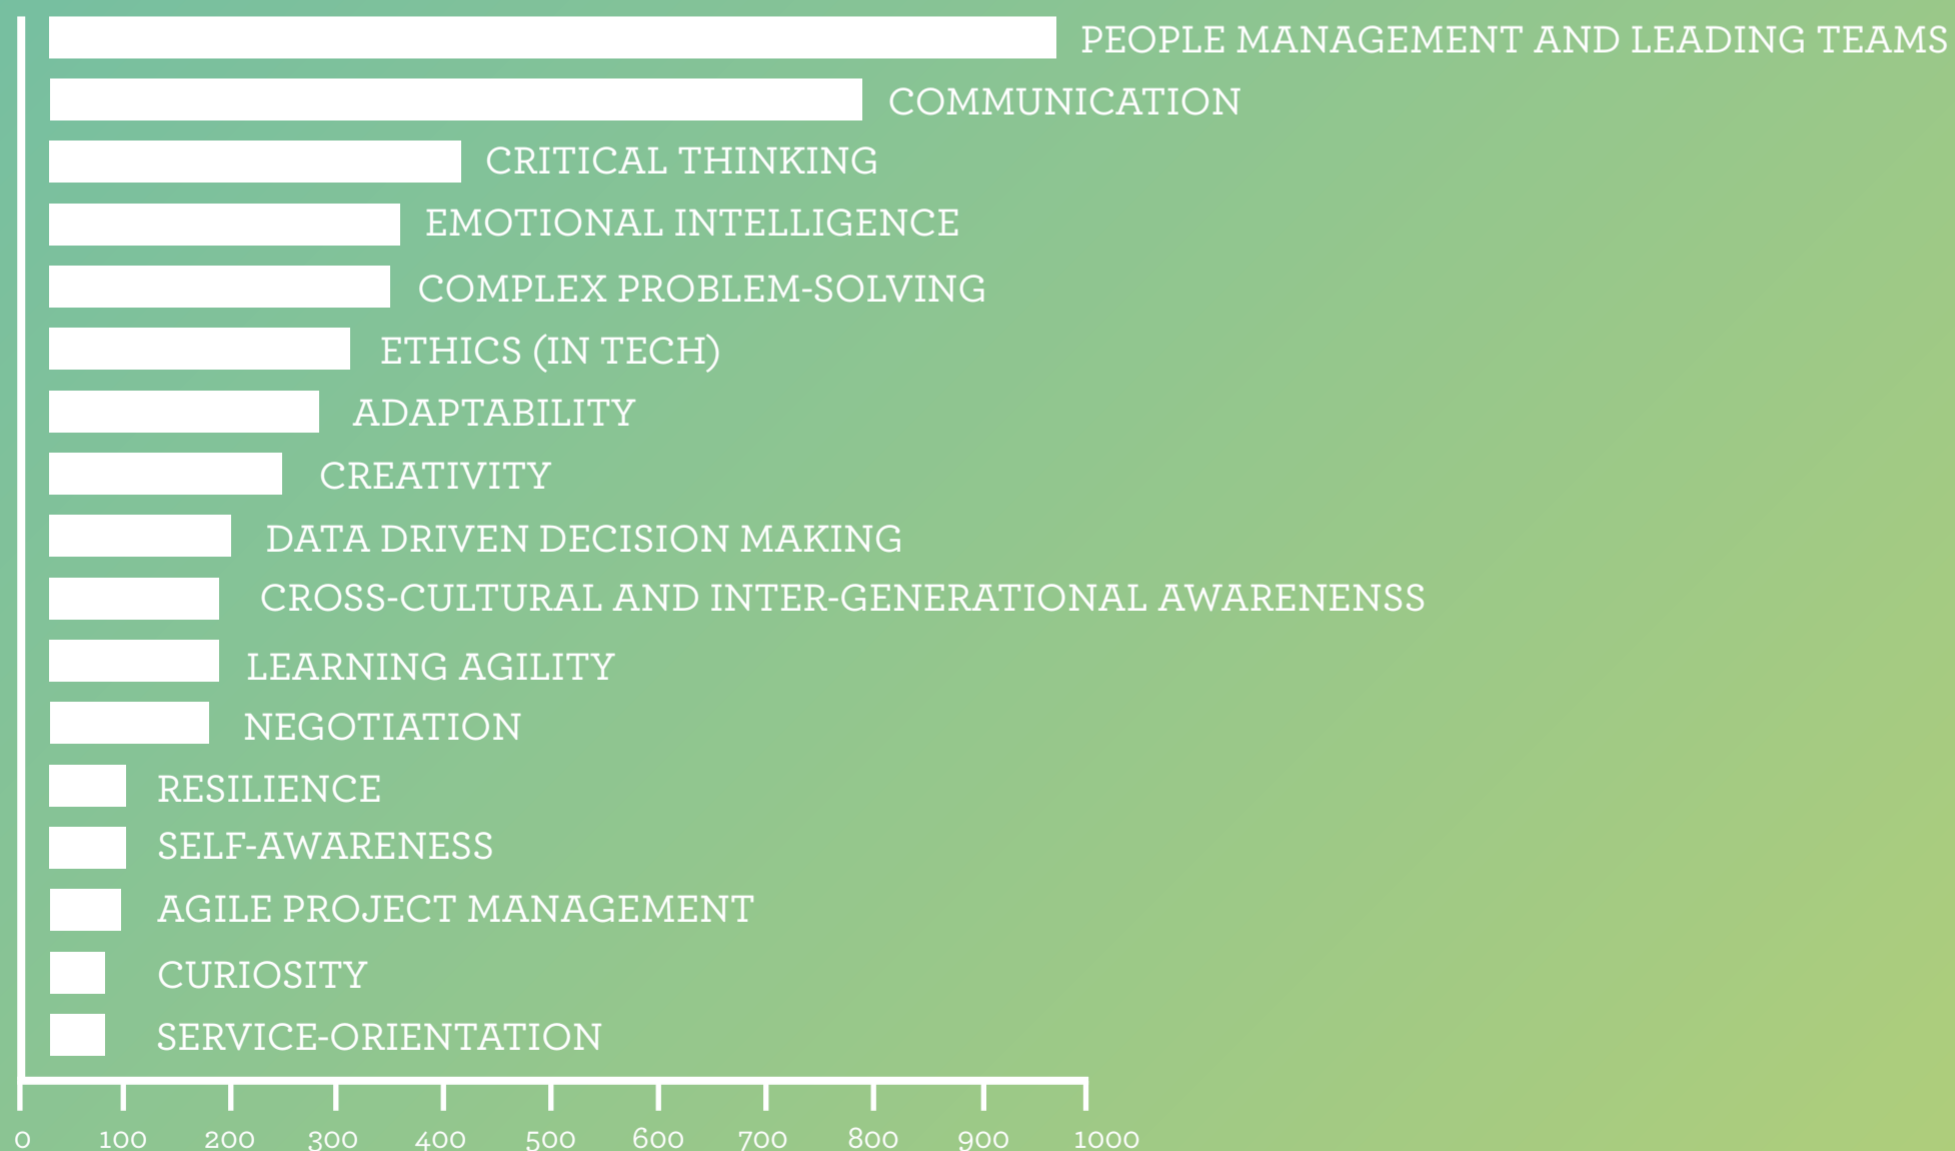 PEOPLE MANAGEMENT AND LEADING TEAMS
COMMUNICATION
CRITICAL THINKING
EMOTIONAL INTELLIGENCE
COMPLEX PROBLEM-SOLVING
ETHICS (IN TECH)
ADAPTABILITY
CREATIVITY
DATA DRIVEN DECISION MAKING
CROSS-CULTURAL AND INTER-GENERATIONAL AWARENENSS
LEARNING AGILITY
NEGOTIATION
RESILIENCE
SELF-AWARENESS
AGILE PROJECT MANAGEMENT
CURIOSITY
SERVICE-ORIENTATION
0 100 200 300 400 500 600 700 800 900 1000